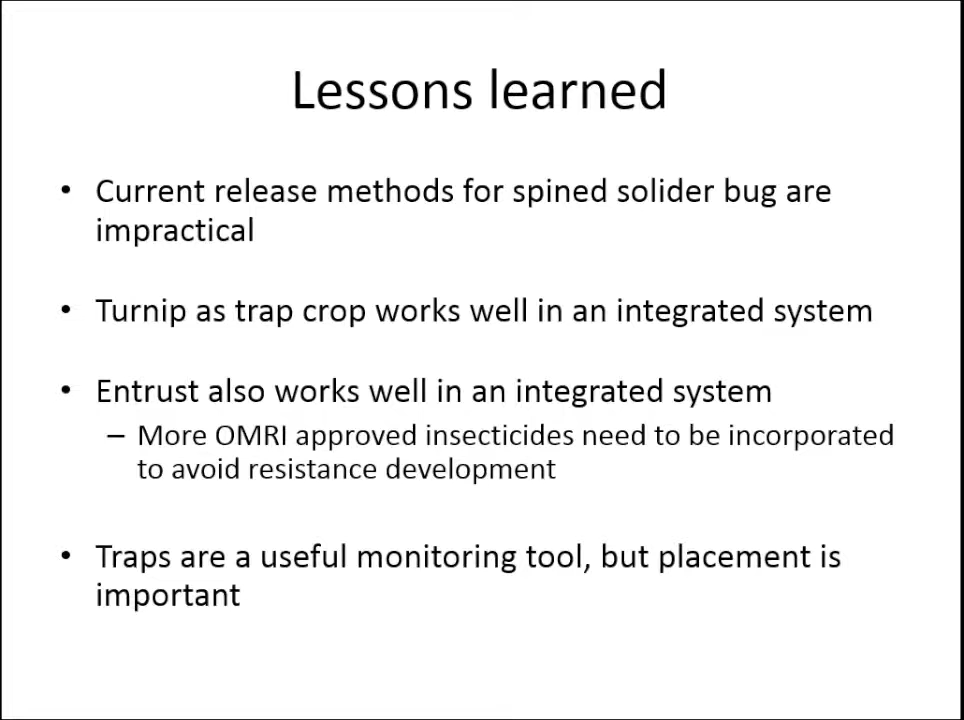 Lessons learned
• Current release methods for spined solider bug are
impractical
• Turnip as trap crop works well in an integrated system
• Entrust also works well in an integrated system
– More OMRI approved insecticides need to be incorporated
to avoid resistance development
• Traps are a useful monitoring tool, but placement is
important